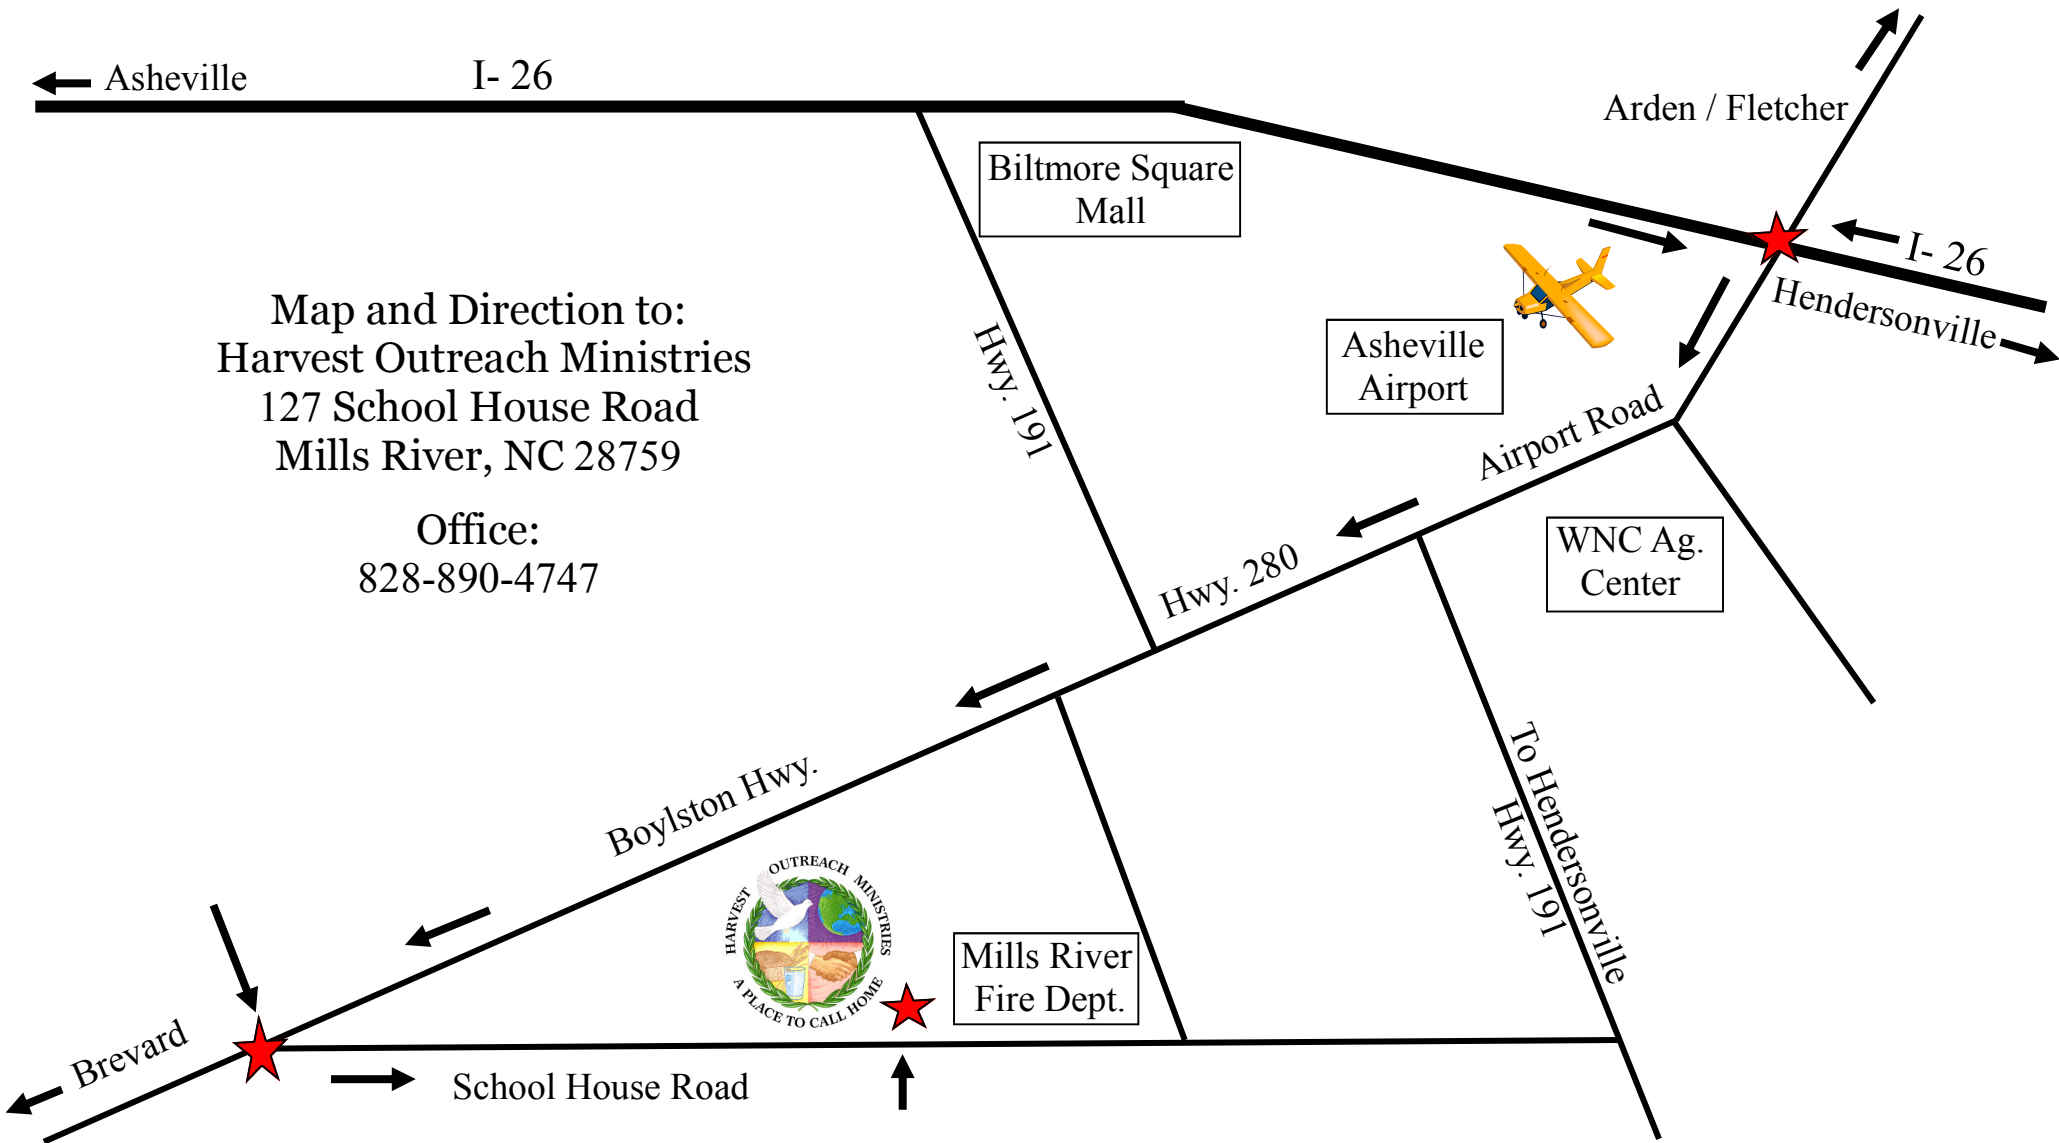 Asheville
I- 26
Arden / Fletcher
Biltmore Square
Mall
I- 26
Hendersonville
Map and Direction to:
Harvest Outreach Ministries
127 School House Road
Mills River, NC 28759
Office:
828-890-4747
Hwy. 191
Asheville
Airport
Airport Road
WNC Ag.
Center
Hwy. 280
To Hendersonville
Hwy. 191
Boylston Hwy.
HARVEST OUTREACH MINISTRIES
A PLACE TO CALL HOME
Mills River
Fire Dept.
Brevard
School House Road